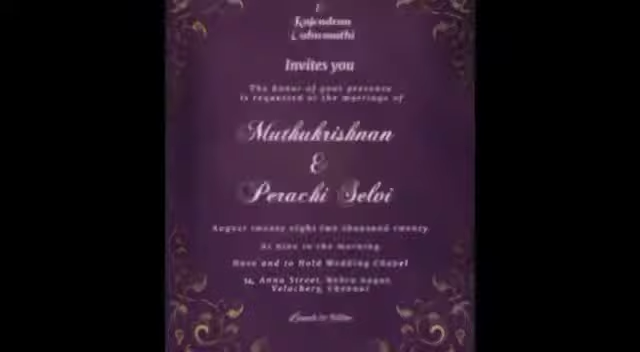 &
Rajendran
Invites you
The honor of your presence
is requested at the marriage of
Muthukrishnan
&
Perachi Selvi
August twenty eight two thousand twenty
At nine in the morning
Have and to Hold Wedding Chapel
34, Anna Street, Nehru Nagar,
Velachery, Chennai